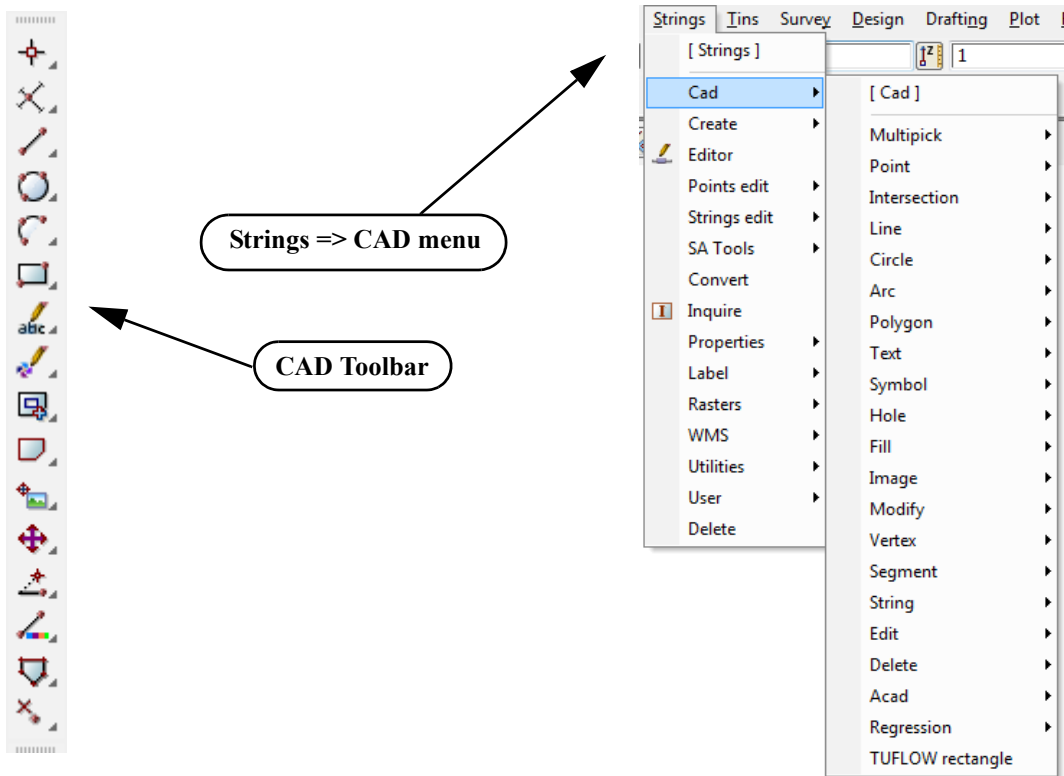 Strings Tins Survey Design Drafting Plot
[ Strings ]
1
Cad
Create
Editor
Points edit
Strings edit
SA Tools
Convert
Inquire
Properties
Label
Rasters
WMS
Utilities
User
Delete
[ Cad ]
Multipick
Point
Intersection
Line
Circle
Arc
Polygon
Text
Symbol
Hole
Fill
Image
Modify
Vertex
Segment
String
Edit
Delete
Acad
Regression
TUFLOW rectangle
Strings => CAD menu
CAD Toolbar
abc